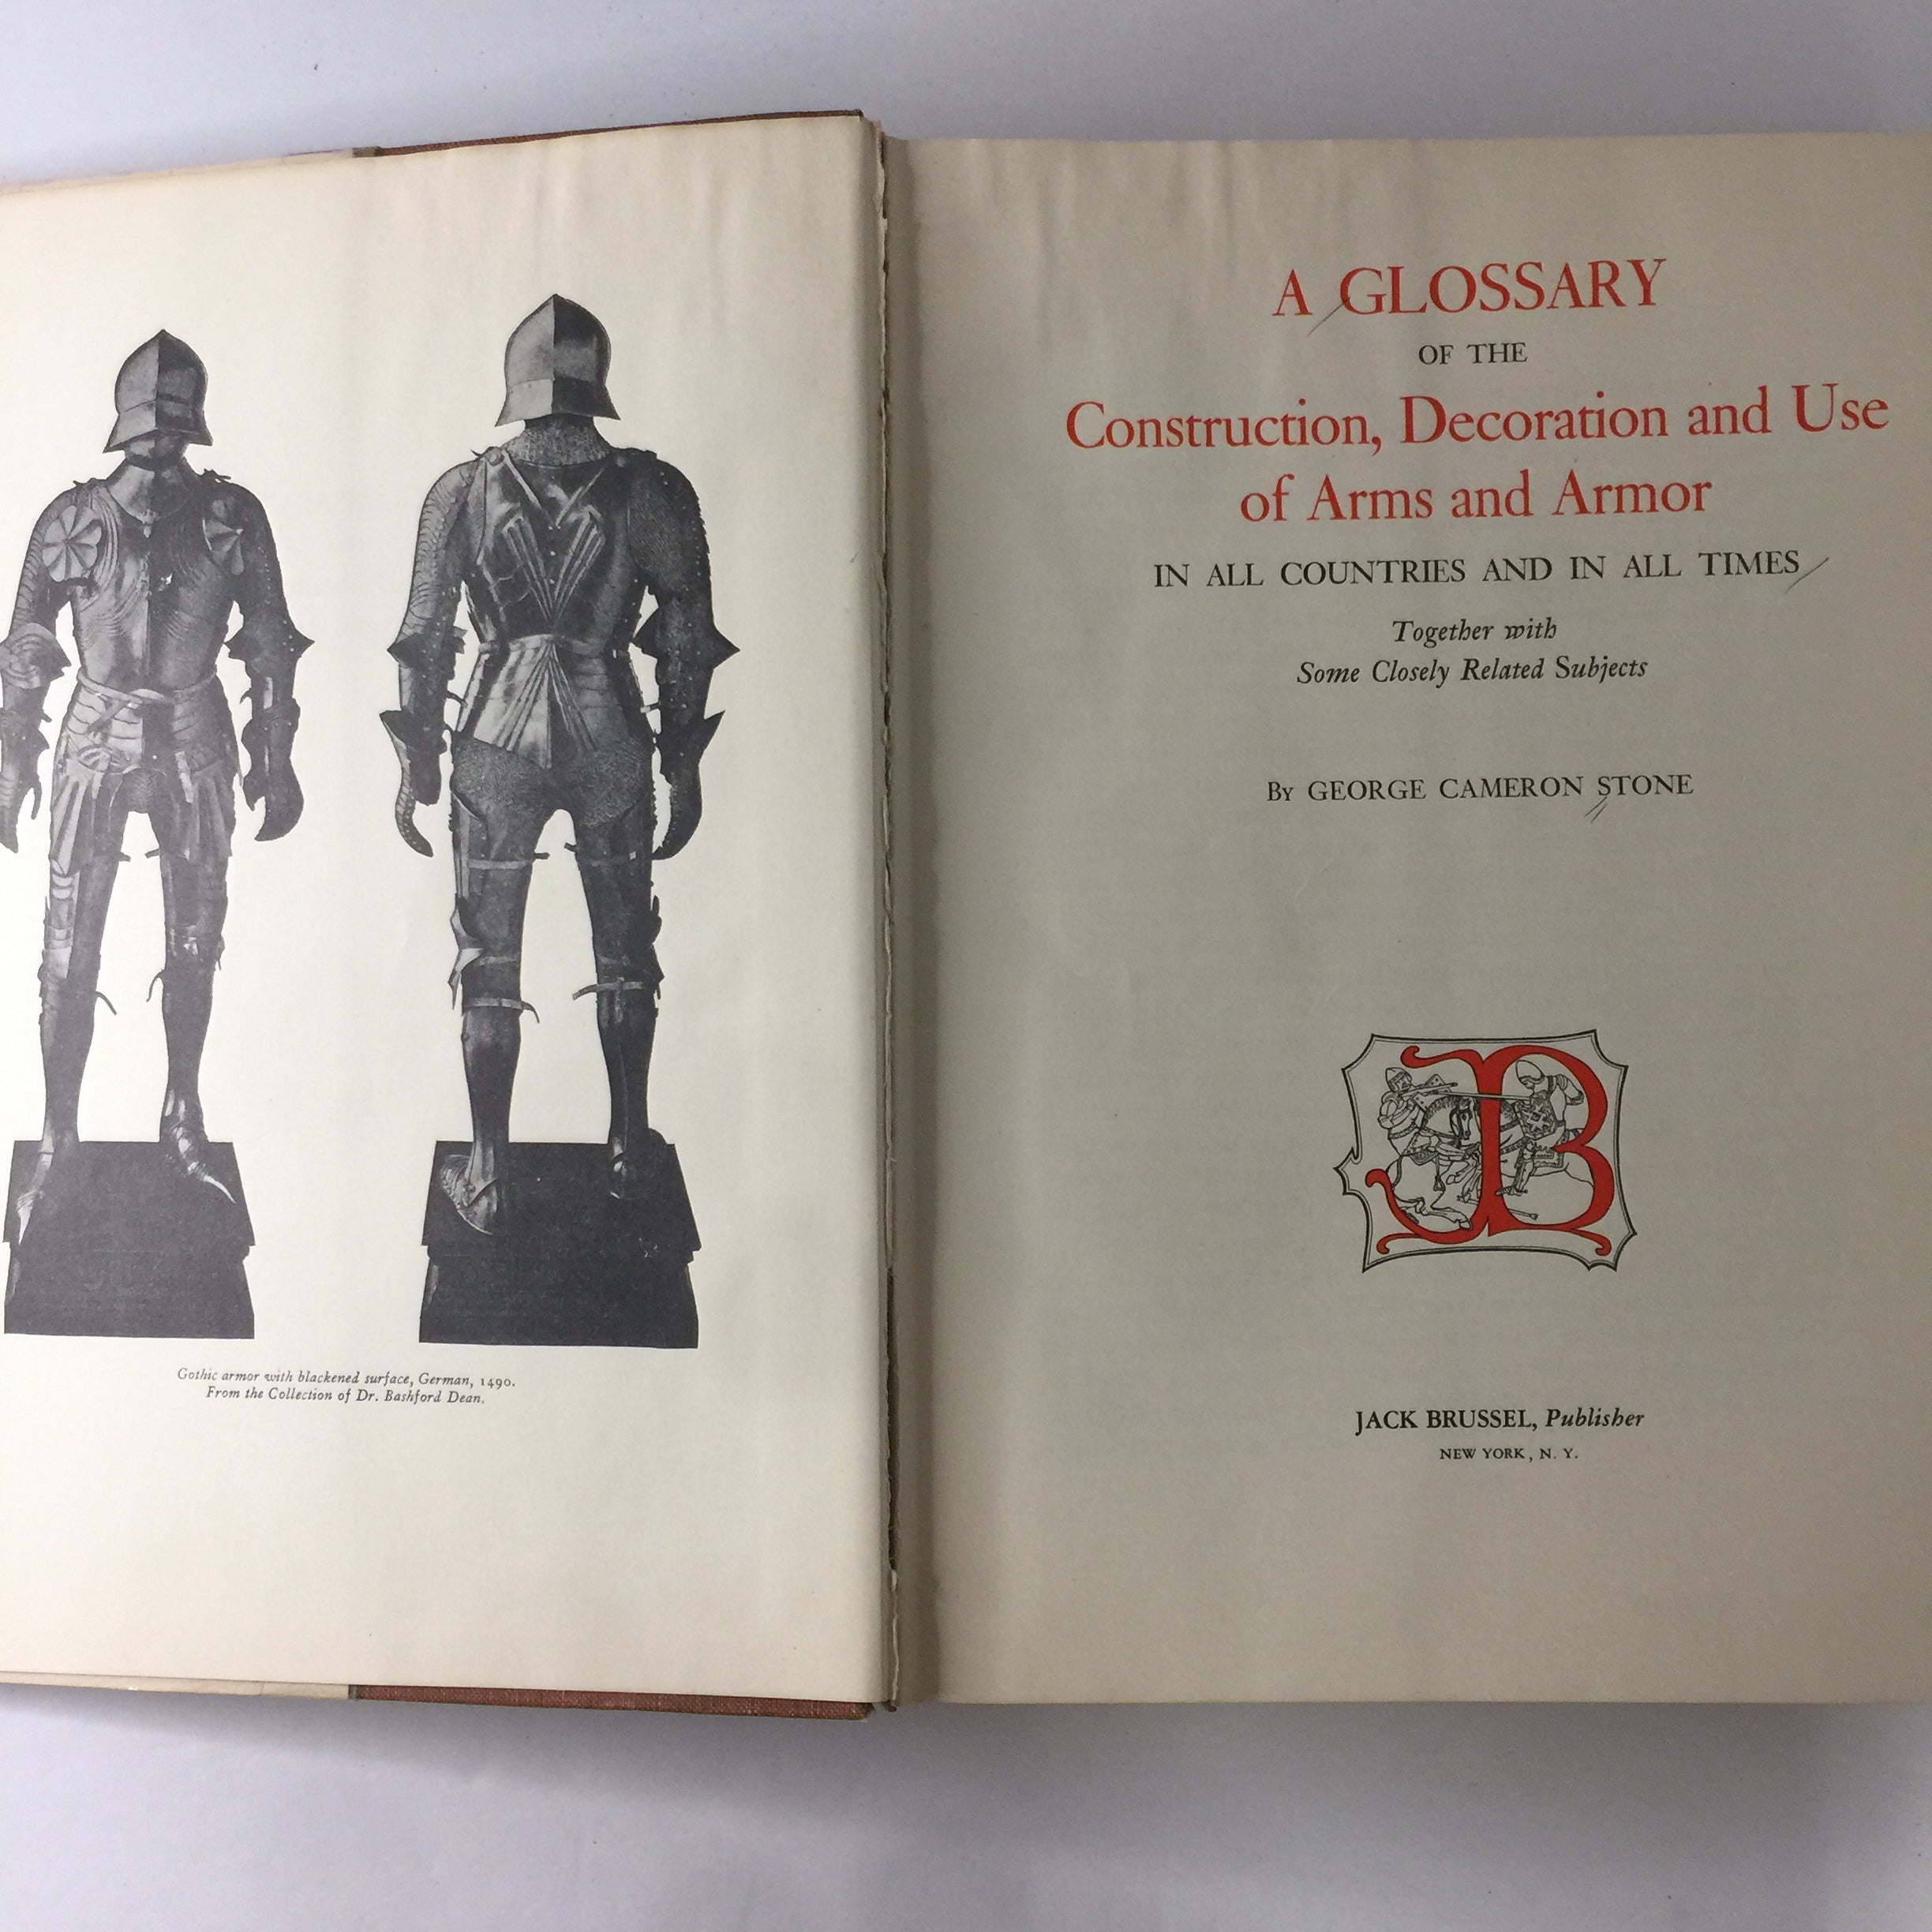 Gothic armor with blackened surface, German, 1490.
From the Collection of Dr. Bashford Dean.
A GLOSSARY
OF THE
Construction, Decoration and Use
of Arms and Armor
IN ALL COUNTRIES AND IN ALL TIMES
Together with
Some Closely Related Subjects
By GEORGE CAMERON STONE
JB
JACK BRUSSEL, Publisher
NEW YORK, N. Y.